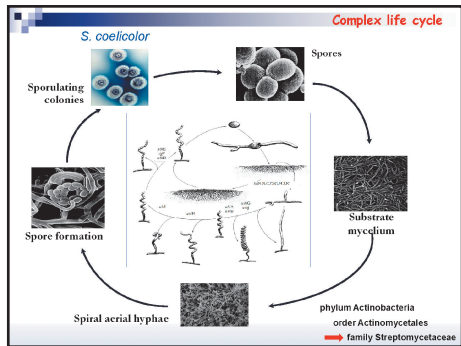 Complex life cycle
S. coelicolor
Spores
Sporulating
colonies
Substrate
mycelium
Spore formation
Spiral aerial hyphae
phylum Actinobacteria
order Actinomycetales
family Streptomycetaceae